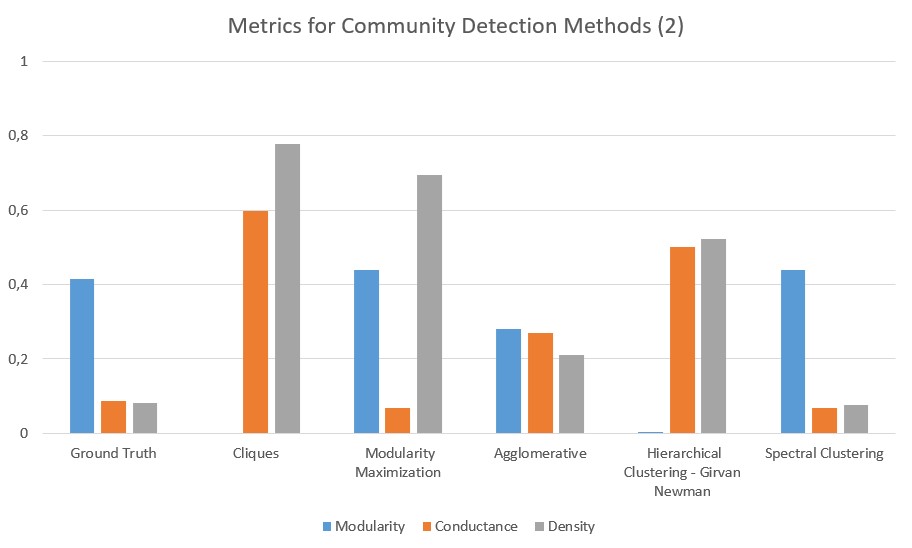 Metrics for Community Detection Methods (2)
1
0,8
0,6
0,4
0,2
0
Ground Truth
Cliques
Modularity
Maximization
Agglomerative
Hierarchical
Clustering - Girvan
Newman
Spectral Clustering
Modularity
Conductance
Density